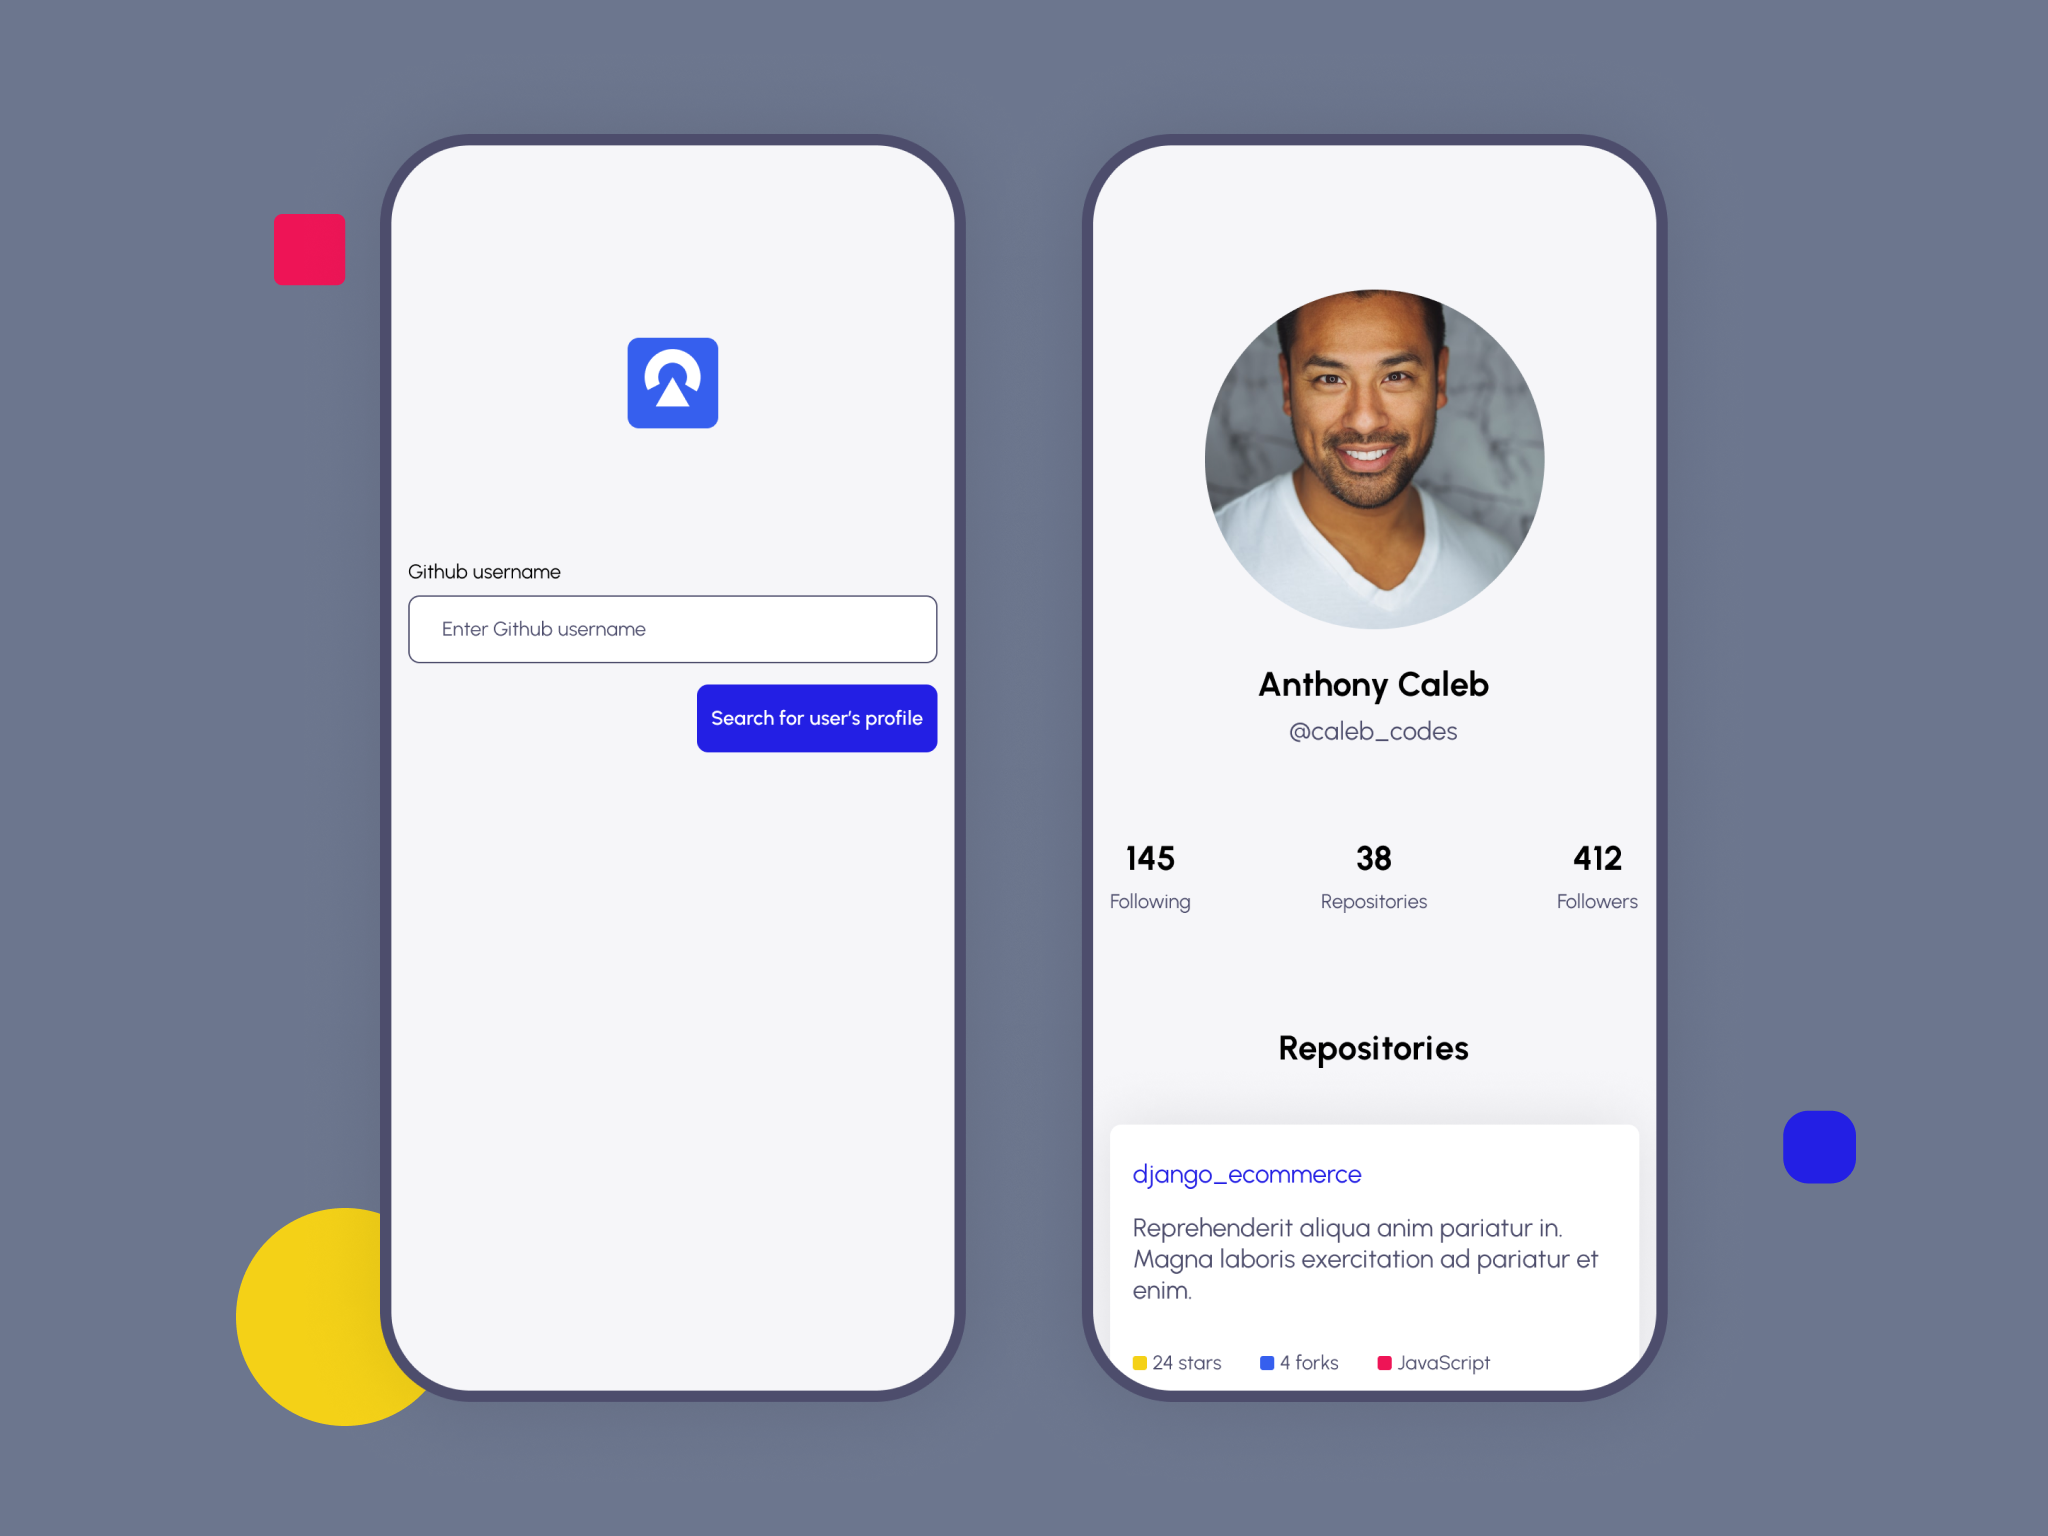 Github username
Enter Github username
Search for user's profile
Anthony Caleb
@caleb_codes
145
Following
38
Repositories
412
Followers
Repositories
django_ecommerce
Reprehenderit aliqua anim pariatur in.
Magna laboris exercitation ad pariatur et
enim.
24 stars
4 forks
JavaScript